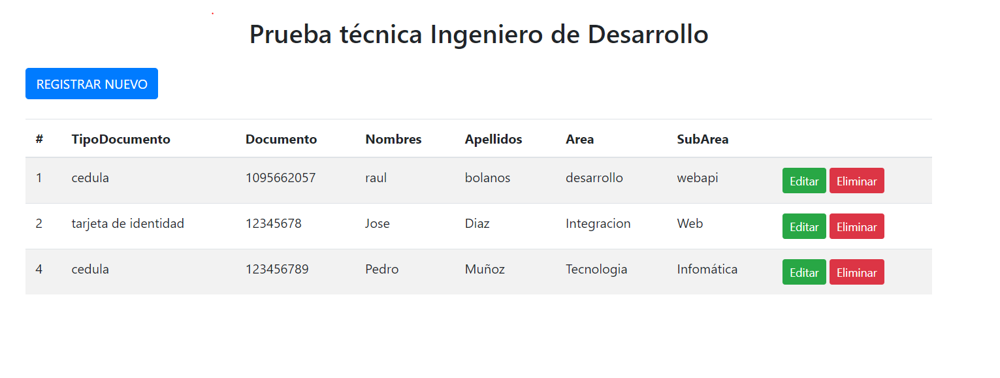 Prueba técnica Ingeniero de Desarrollo
REGISTRAR NUEVO
# TipoDocumento Documento Nombres Apellidos Area SubArea
1 cedula 1095662057 raul bolanos desarrollo webapi Editar Eliminar
2 tarjeta de identidad 12345678 Jose Diaz Integracion Web Editar Eliminar
4 cedula 123456789 Pedro Muñoz Tecnologia Infomática Editar Eliminar